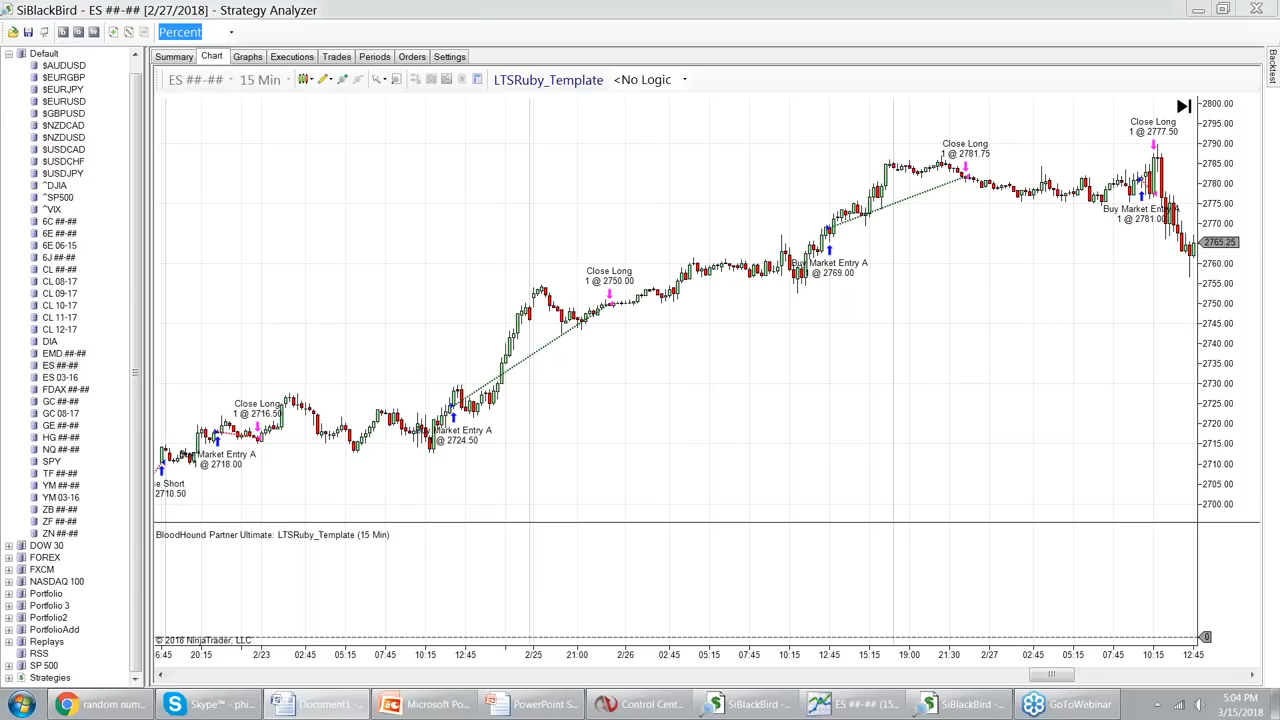 SiBlackBird - ES ##-## [2/27/2018] - Strategy Analyzer
Percent
Default
$AUDUSD
$EURGBP
$EURJPY
$EURUSD
$GBPUSD
$NZDCAD
$NZDUSD
$USDCAD
$USDCHF
$USDJPY
^DJIA
^SP500
^VIX
6C ##-##
6E ##-##
6E 06-15
6J ##-##
CL ##-##
CL 08-17
CL 09-17
CL 10-17
CL 11-17
CL 12-17
DIA
EMD ##-##
ES ##-##
ES 03-16
FDAX ##-##
GC ##-##
GC 08-17
GE ##-##
HG ##-##
NQ ##-##
SPY
TF ##-##
YM ##-##
YM 03-16
ZB ##-##
ZF ##-##
ZN ##-##
DOW 30
FOREX
FXCM
NASDAQ 100
Portfolio
Portfolio 3
Portfolio2
PortfolioAdd
Replays
RSS
SP 500
Strategies
Summary Chart Graphs Executions Trades Periods Orders Settings
ES ##-## 15 Min LTSRuby_Template <No Logic
Backtest
2800.00
2795.00
2790.00
2785.00
2780.00
2775.00
2770.00
2765.25
2760.00
2755.00
2750.00
2745.00
2740.00
2735.00
2730.00
2725.00
2720.00
2715.00
2710.00
2705.00
2700.00
Close Long
1 @ 2777.50
Close Long
1 @ 2781.75
Buy Market Entry A
1 @ 2781.00
Buy Market Entry A
1 @ 2769.00
Close Long
1 @ 2750.00
Close Long
1 @ 2716.50
Market Entry A
1 @ 2724.50
Market Entry A
1 @ 2718.00
e Short
2710.50
BloodHound Partner Ultimate: LTSRuby_Template (15 Min)
© 2018 NinjaTrader, LLC
0
6:45 20:15 2/23 02:45 05:15 07:45 10:15 12:45 2/25 21:00 2/26 02:45 05:15 07:45 10:15 12:45 15:15 19:00 21:30 2/27 02:45 05:15 07:45 10:15 12:45
random num... Skype™ - phi... Document1 -... Microsoft Po... PowerPoint S... Control Cent... SiBlackBird -... ES ##-## (15... SiBlackBird -... GoToWebinar
5:04 PM
3/15/2018